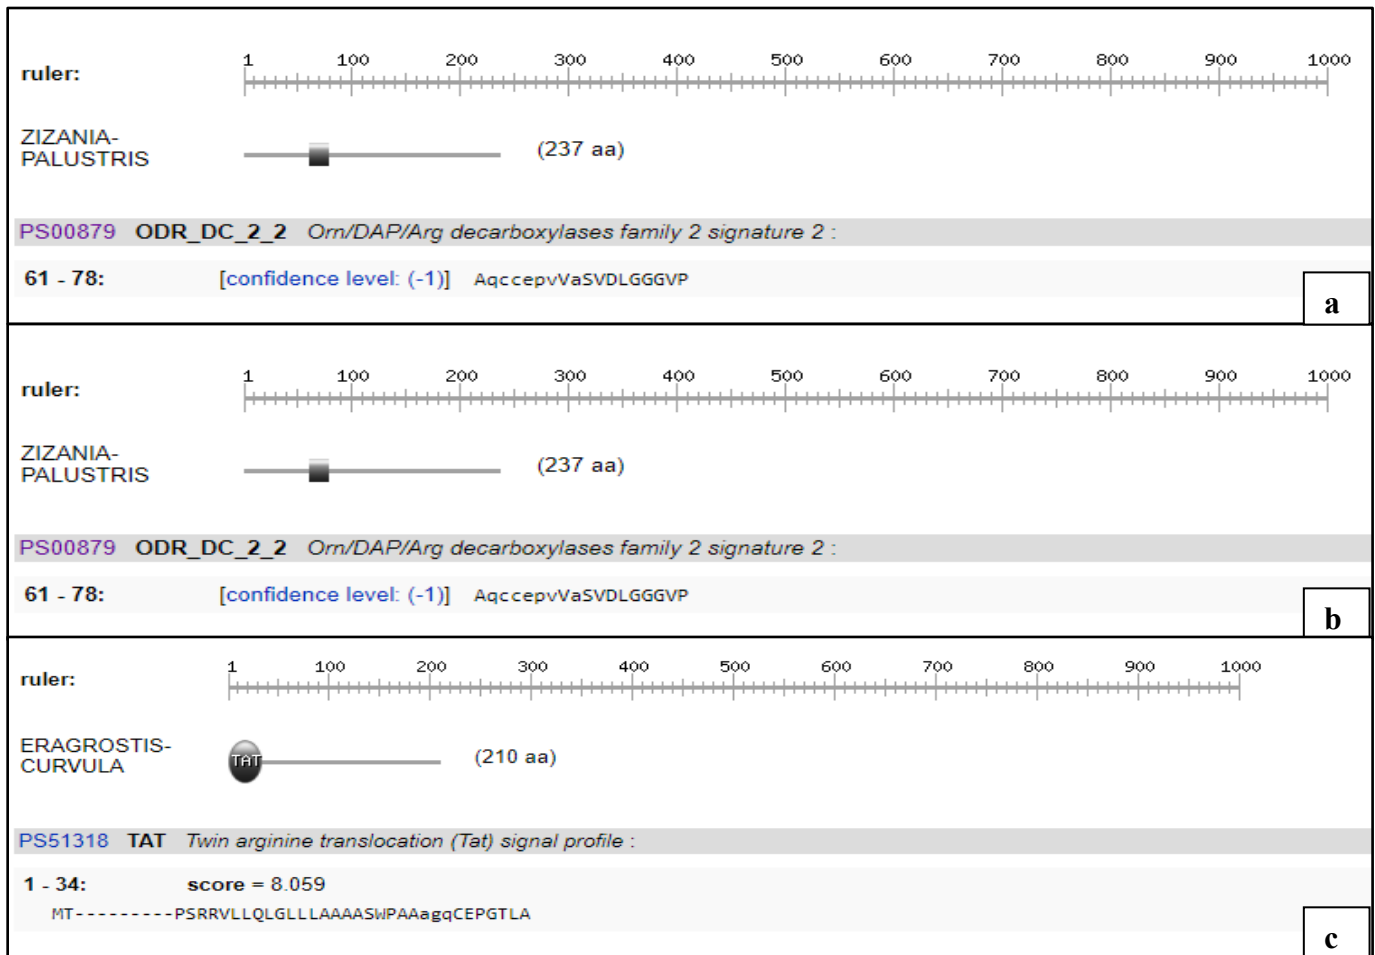 1 100 200 300 400 500 600 700 800 900 1000
ruler:
ZIZANIA-
PALUSTRIS
(237 aa)
PS00879 ODR_DC_2_2 Orn/DAP/Arg decarboxylases family 2 signature 2 :
61 - 78: [confidence level: (-1)] AqccepvVaSVDLGGGVP
a
1 100 200 300 400 500 600 700 800 900 1000
ruler:
ZIZANIA-
PALUSTRIS
(237 aa)
PS00879 ODR_DC_2_2 Orn/DAP/Arg decarboxylases family 2 signature 2 :
61 - 78: [confidence level: (-1)] AqccepvVaSVDLGGGVP
b
1 100 200 300 400 500 600 700 800 900 1000
ruler:
ERAGROSTIS-
CURVULA
TAT
(210 aa)
PS51318 TAT Twin arginine translocation (Tat) signal profile :
1 - 34: score = 8.059
MT---------PSRRVLLQLGLLLAAAASWPAAagqCEPGTLA
c